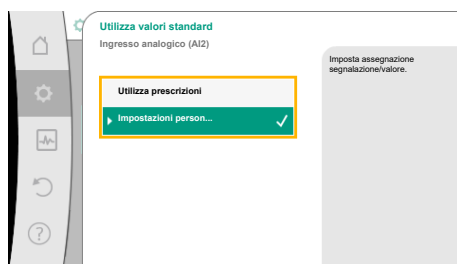 Utilizza valori standard
Ingresso analogico (AI2)
Imposta assegnazione
segnalazione/valore.
Utilizza prescrizioni
Impostazioni person...
?